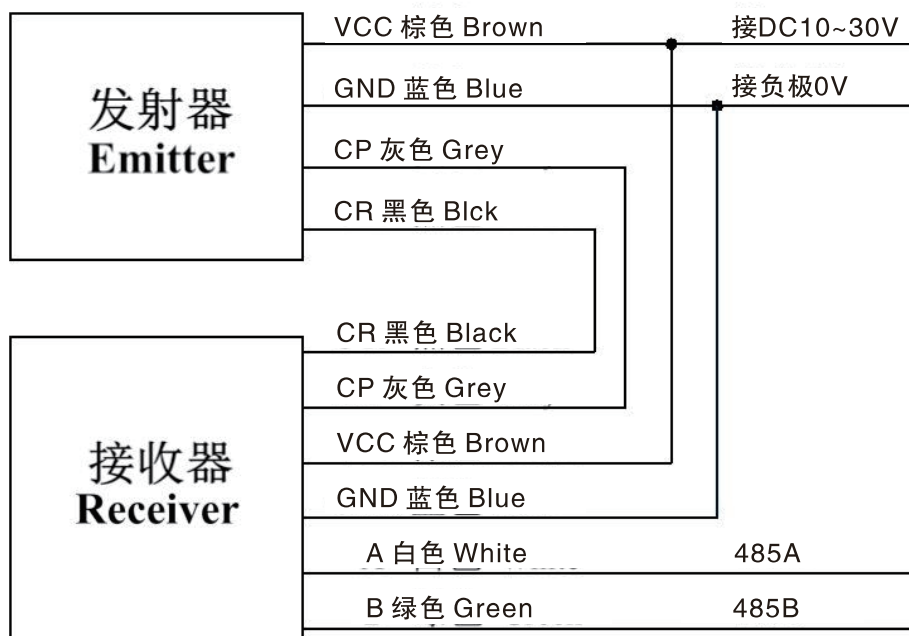 VCC 棕色 Brown
接DC10~30V
发射器
Emitter
GND 蓝色 Blue
接负极0V
CP 灰色 Grey
CR 黑色 Blck
CR 黑色 Black
CP 灰色 Grey
接收器
Receiver
VCC 棕色 Brown
GND 蓝色 Blue
A 白色 White
485A
B 绿色 Green
485B